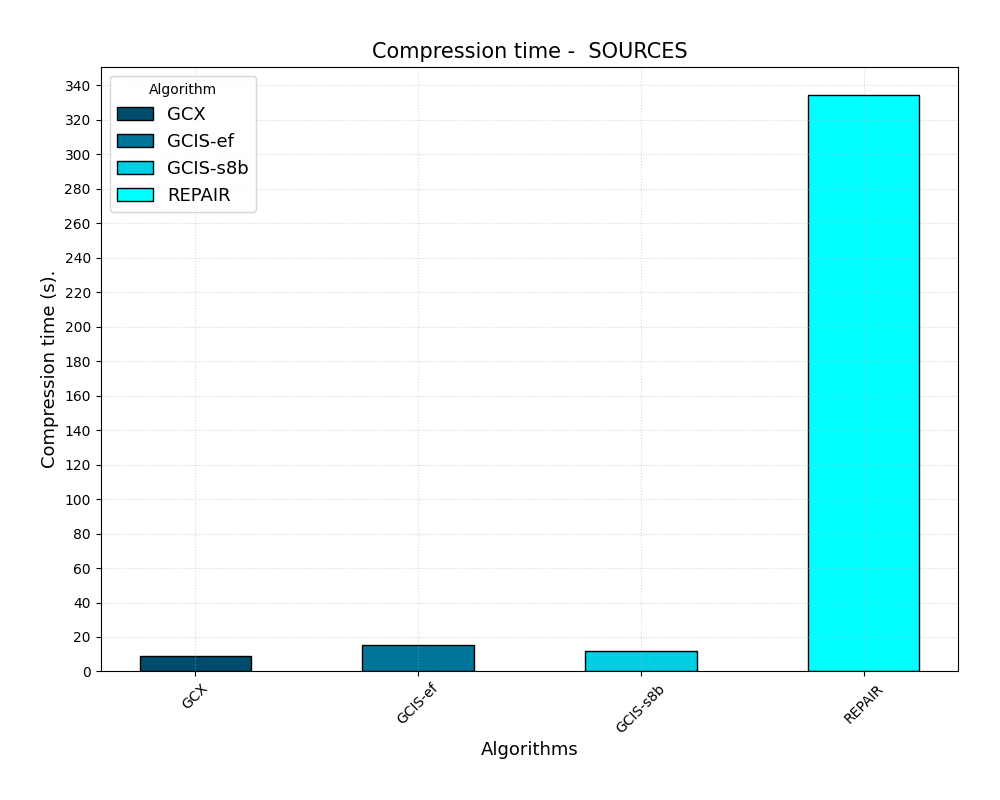 Compression time -  SOURCES
Algorithm
GCX
GCIS-ef
GCIS-s8b
REPAIR
Compression time (s).
340
320
300
280
260
240
220
200
180
160
140
120
100
80
60
40
20
0
GCX
GCIS-ef
GCIS-s8b
REPAIR
Algorithms